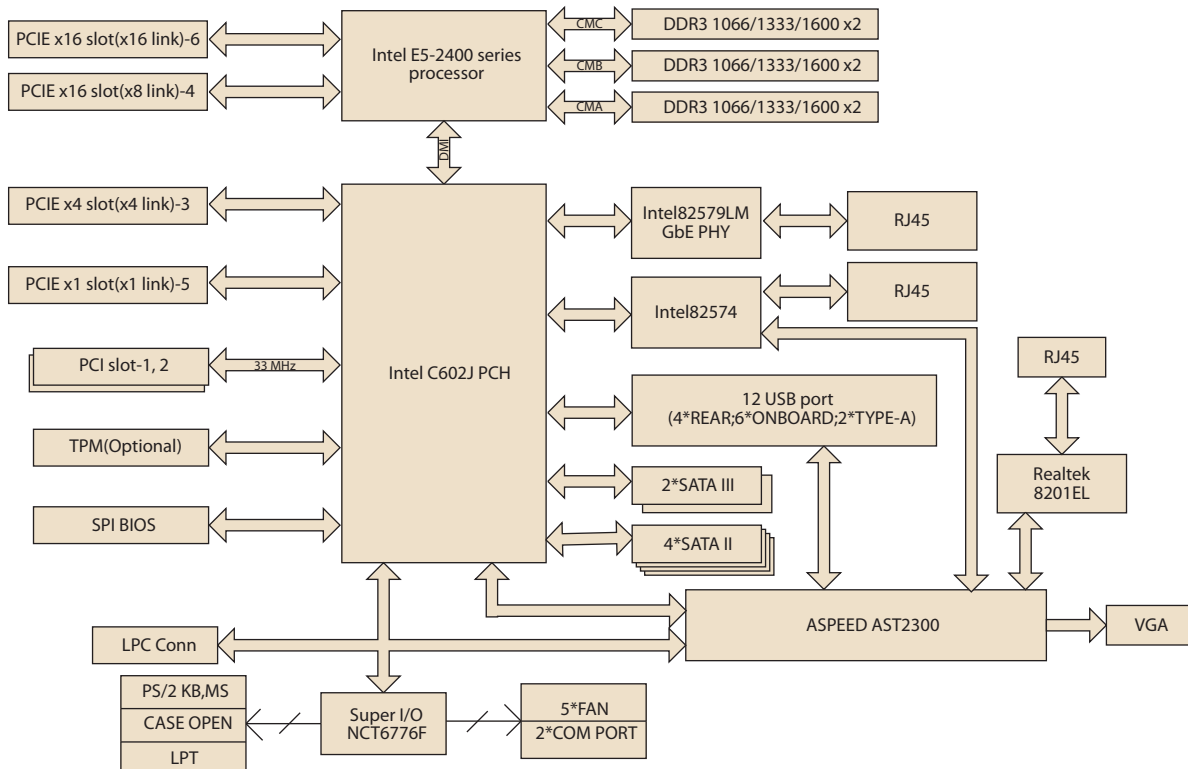 PCIE x16 slot(x16 link)-6
PCIE x16 slot(x8 link)-4
Intel E5-2400 series
processor
CMC
DDR3 1066/1333/1600 x2
CMB
DDR3 1066/1333/1600 x2
CMA
DDR3 1066/1333/1600 x2
DMI
PCIE x4 slot(x4 link)-3
PCIE x1 slot(x1 link)-5
PCI slot-1, 2
33 MHz
TPM(Optional)
SPI BIOS
Intel C602J PCH
Intel82579LM
GbE PHY
RJ45
Intel82574
RJ45
12 USB port
(4*REAR;6*ONBOARD;2*TYPE-A)
2*SATA III
4*SATA II
RJ45
Realtek
8201EL
ASPEED AST2300
VGA
LPC Conn
PS/2 KB,MS
CASE OPEN
LPT
Super I/O
NCT6776F
5*FAN
2*COM PORT